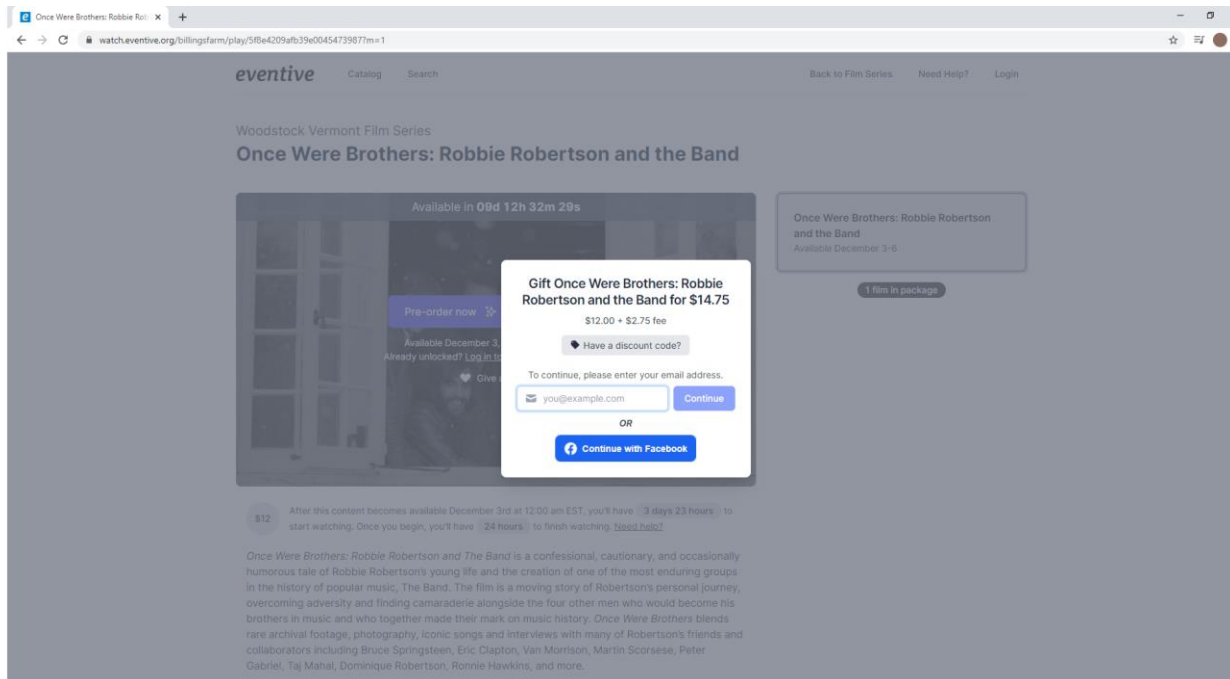 Once Were Brothers: Robbie Rob
watch.eventive.org/billingsfarm/play/5f8e4209afb39e0045473987?m=1
eventive Catalog Search Back to Film Series Need Help? Login
Woodstock Vermont Film Series
Once Were Brothers: Robbie Robertson and the Band
Available in 09d 12h 32m 29s
Pre-order now
Available December 3,
Already unlocked? Log in to
Give
Gift Once Were Brothers: Robbie
Robertson and the Band for $14.75
$12.00 + $2.75 fee
Have a discount code?
To continue, please enter your email address.
you@example.com Continue
OR
Continue with Facebook
Once Were Brothers: Robbie Robertson
and the Band
Available December 3-6
1 film in package
$12
After this content becomes available December 3rd at 12:00 am EST, you'll have 3 days 23 hours to
start watching. Once you begin, you'll have 24 hours to finish watching. Need help?
Once Were Brothers: Robbie Robertson and The Band is a confessional, cautionary, and occasionally
humorous tale of Robbie Robertson's young life and the creation of one of the most enduring groups
in the history of popular music, The Band. The film is a moving story of Robertson's personal journey,
overcoming adversity and finding camaraderie alongside the four other men who would become his
brothers in music and who together made their mark on music history. Once Were Brothers blends
rare archival footage, photography, iconic songs and interviews with many of Robertson's friends and
collaborators including Bruce Springsteen, Eric Clapton, Van Morrison, Martin Scorsese, Peter
Gabriel, Taj Mahal, Dominique Robertson, Ronnie Hawkins, and more.